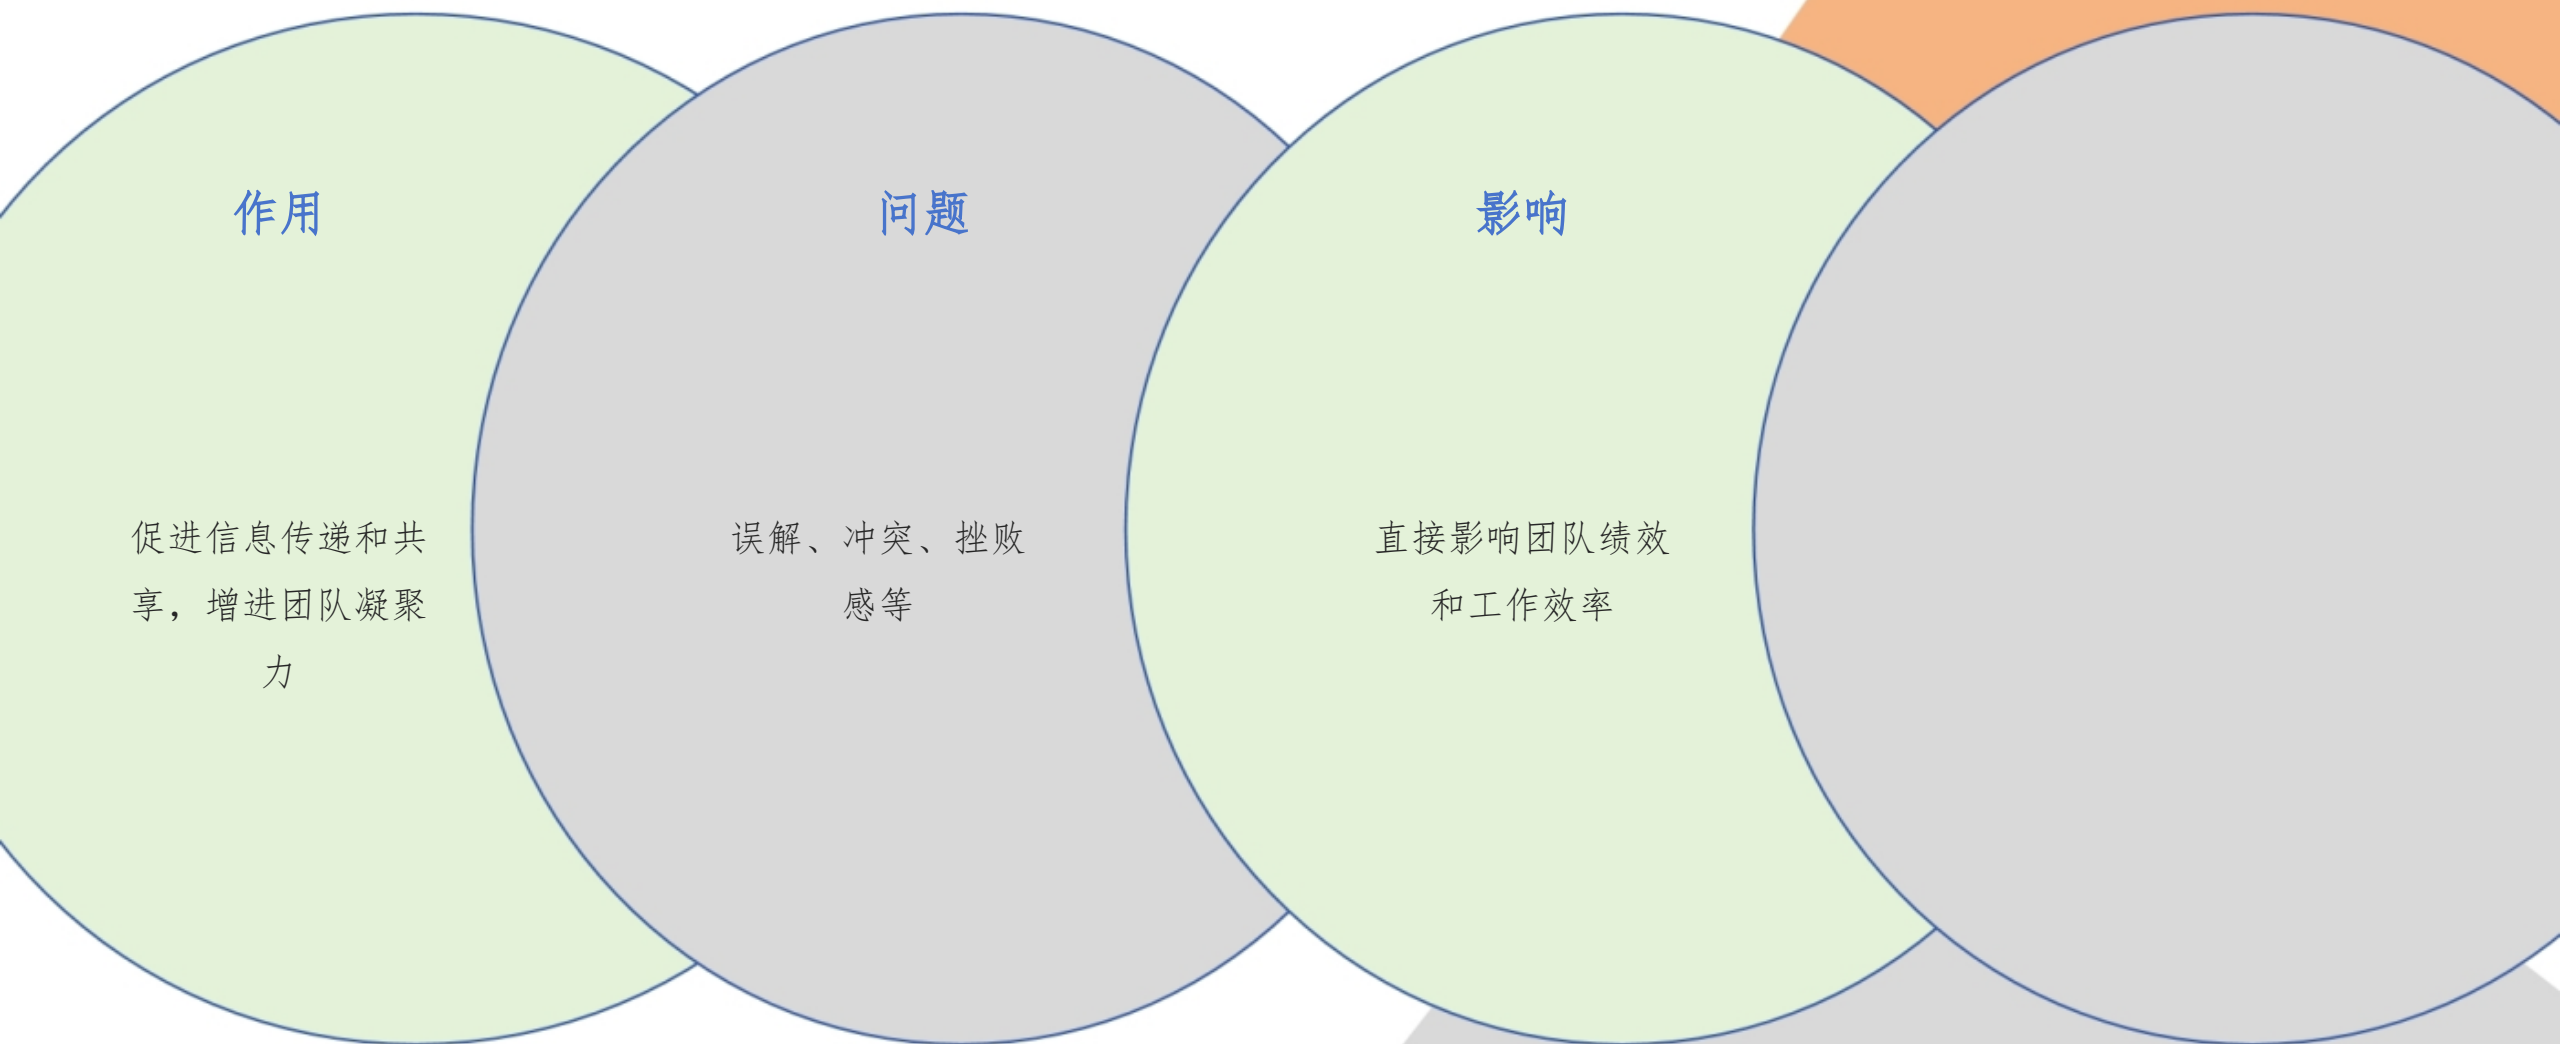 作用
促进信息传递和共
享，增进团队凝聚
力
问题
误解、冲突、挫败
感等
影响
直接影响团队绩效
和工作效率